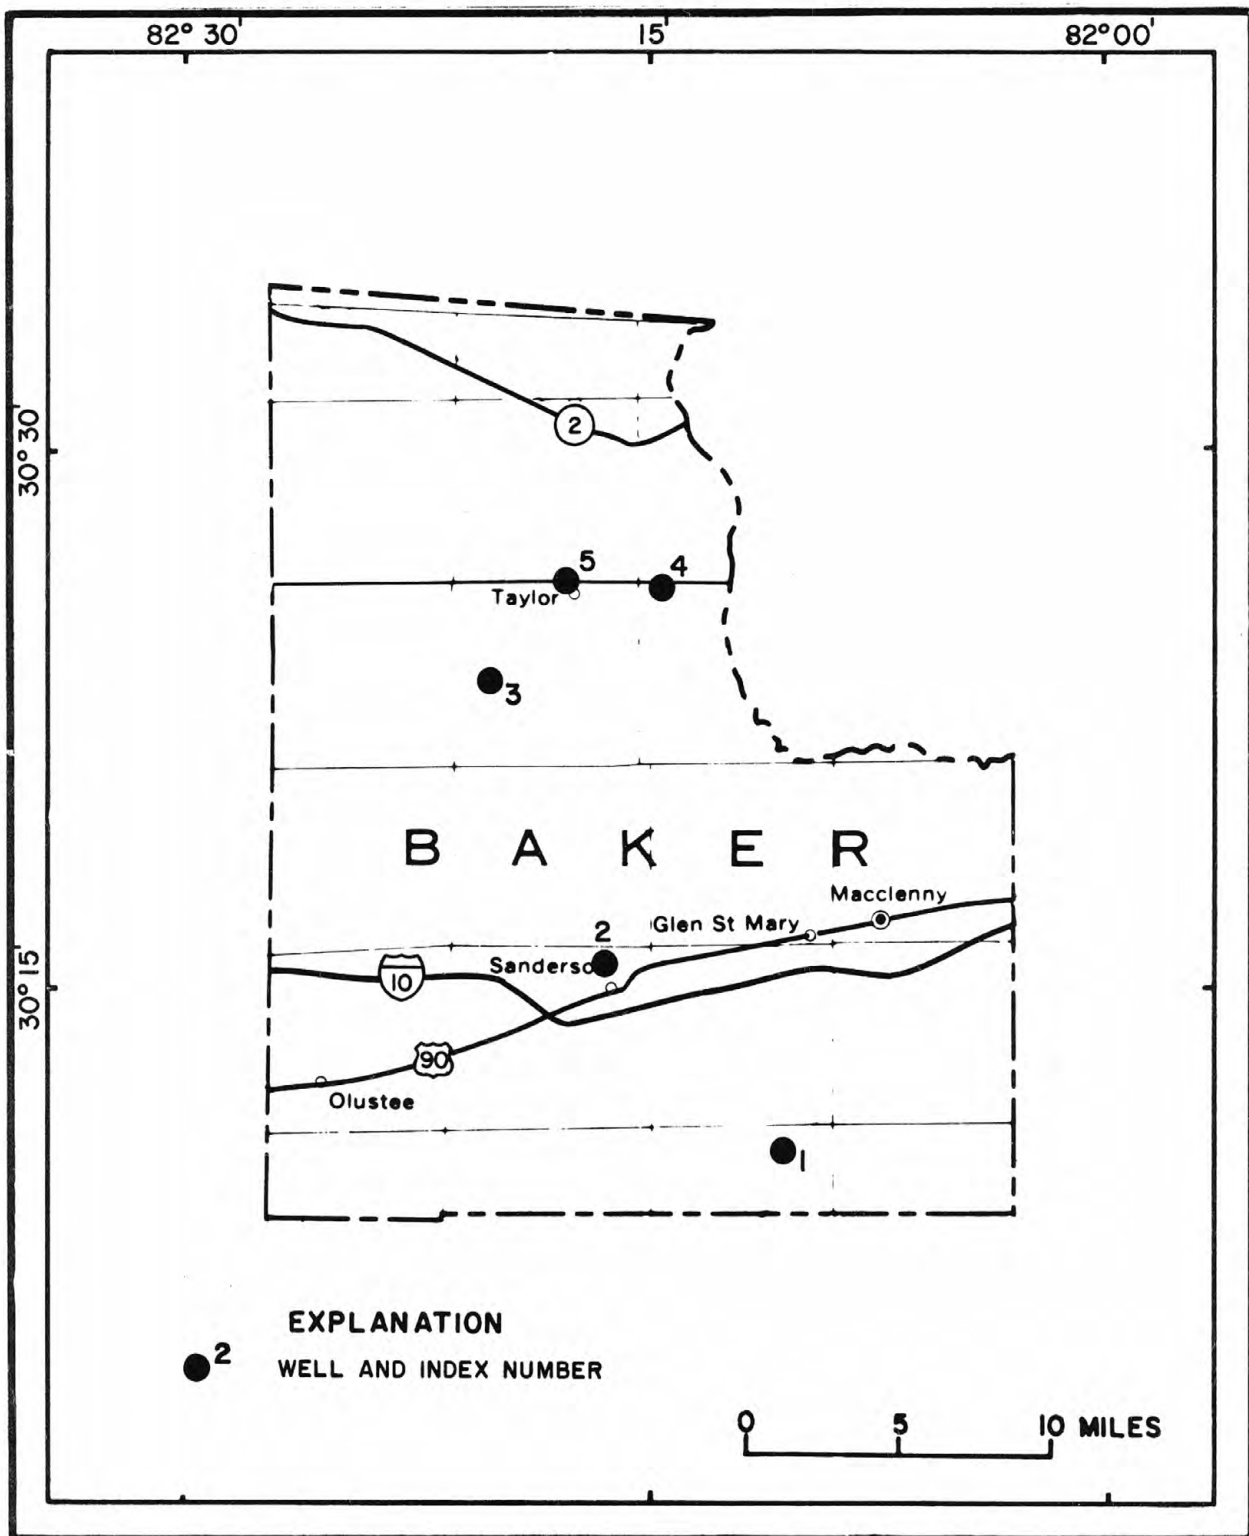 82° 30' 15' 82° 00'
30° 30'
2
5 4
Taylor
3
BAKER
Macclenny
Glen St Mary
2
Sanderso
30° 15'
10
90
Olustee
1
EXPLANATION
2 WELL AND INDEX NUMBER
0 5 10 MILES